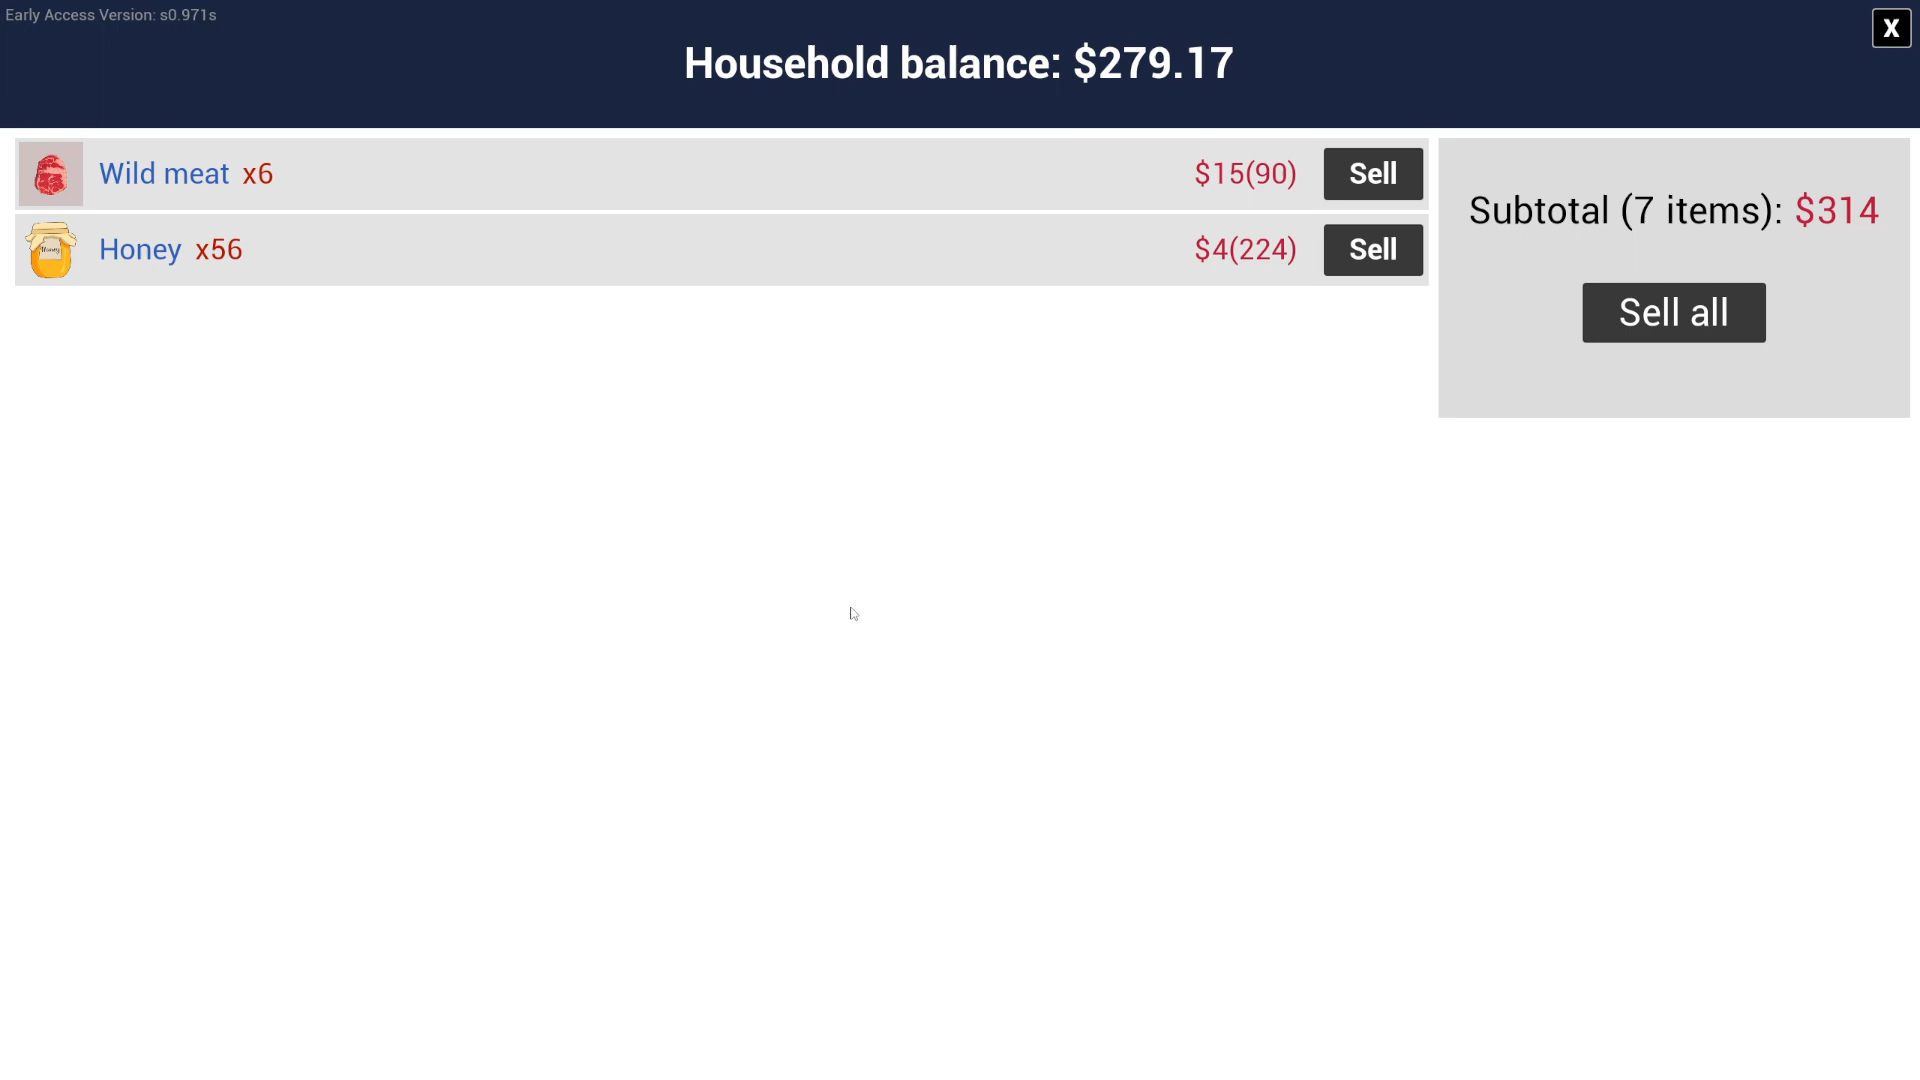 Early Access Version: s0.971s
X
Household balance: $279.17
Wild meat x6 $15(90) Sell
Honey x56 $4(224) Sell
Subtotal (7 items): $314
Sell all